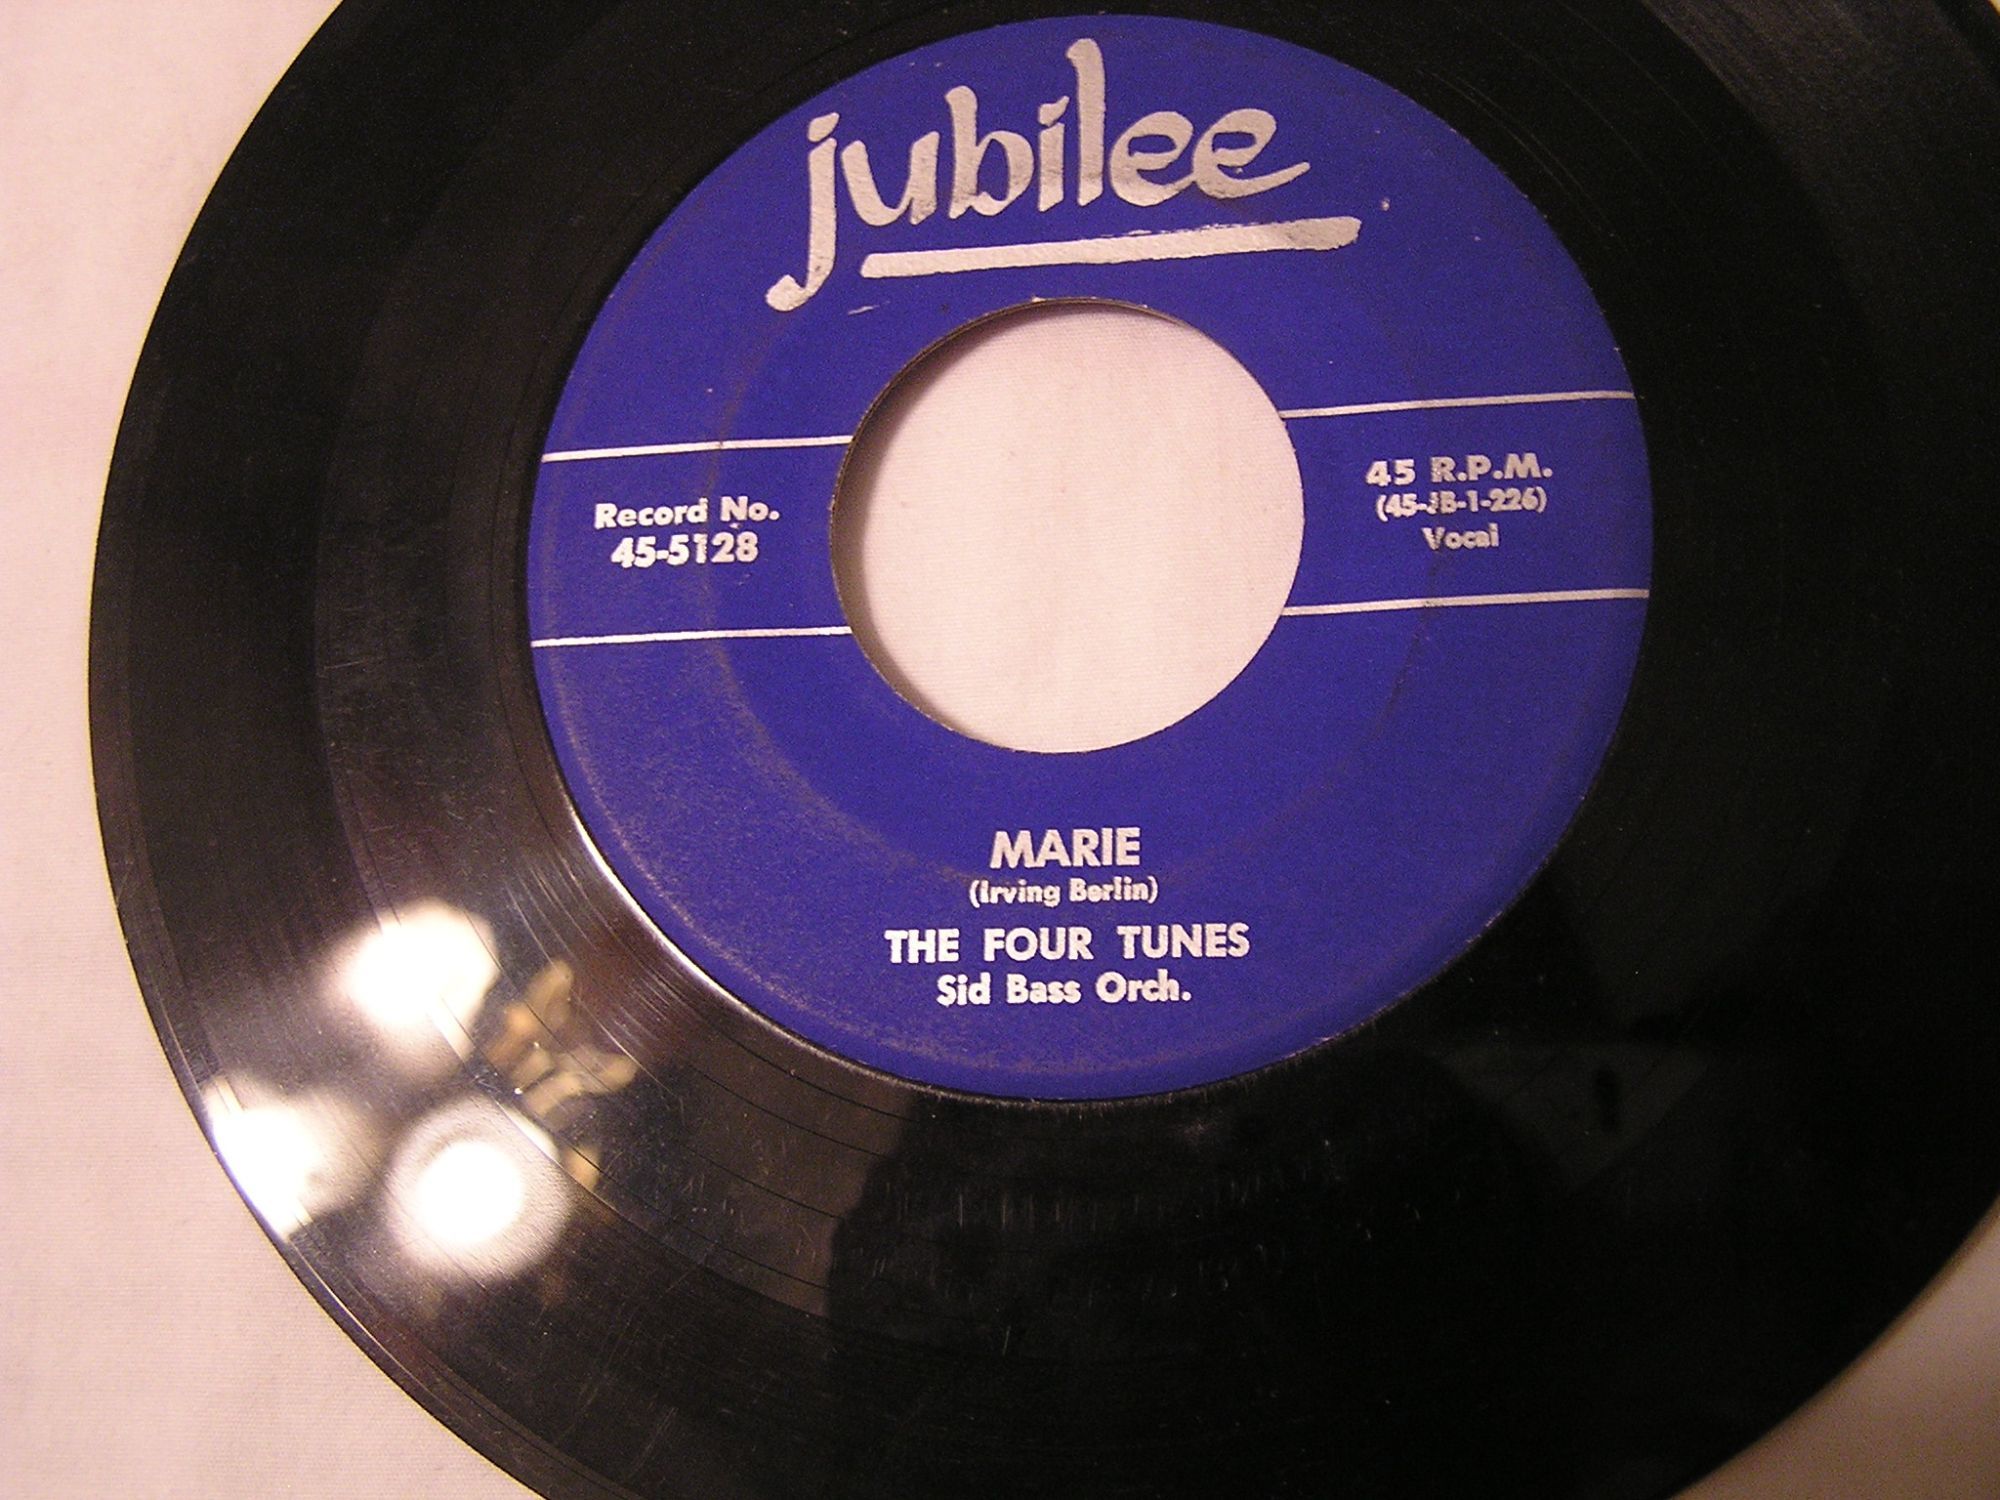 jubilee
Record No.
45-5128
45 R.P.M.
(45-JB-1-226)
Vocal
MARIE
(Irving Berlin)
THE FOUR TUNES
Sid Bass Orch.